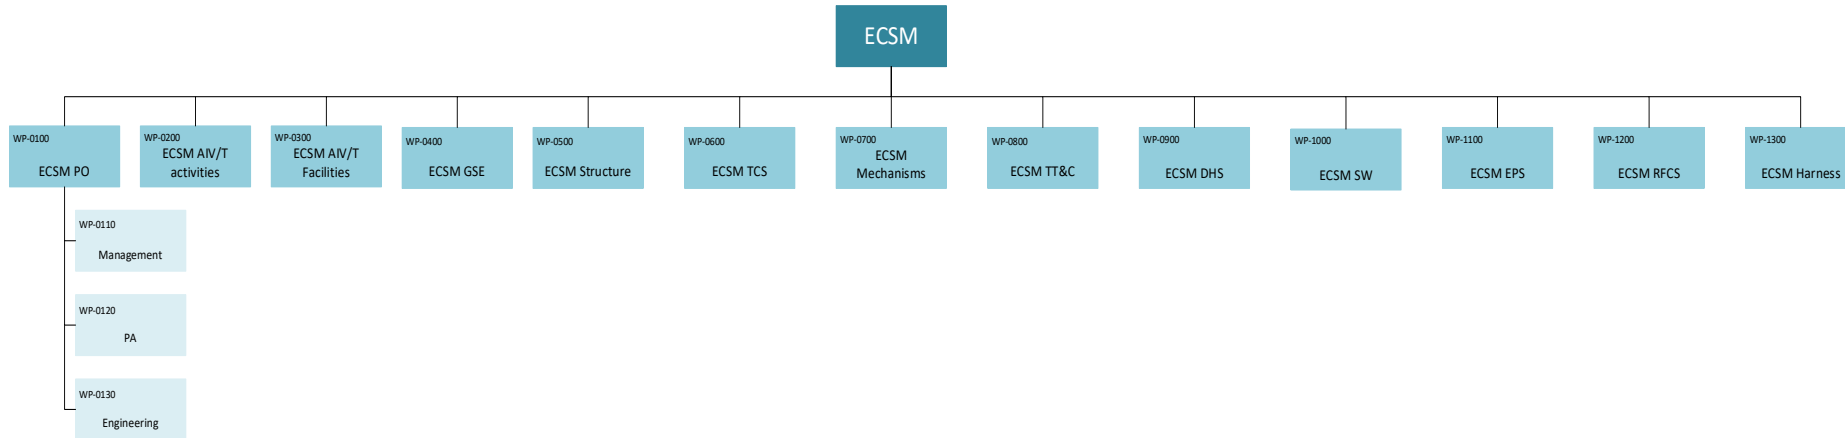 ECSM
WP-0100
ECSM PO
WP-0200
ECSM AIV/T
activities
WP-0300
ECSM AIV/T
Facilities
WP-0400
ECSM GSE
WP-0500
ECSM Structure
WP-0600
ECSM TCS
WP-0700
ECSM
Mechanisms
WP-0800
ECSM TT&C
WP-0900
ECSM DHS
WP-1000
ECSM SW
WP-1100
ECSM EPS
WP-1200
ECSM RFCS
WP-1300
ECSM Harness
WP-0110
Management
WP-0120
PA
WP-0130
Engineering